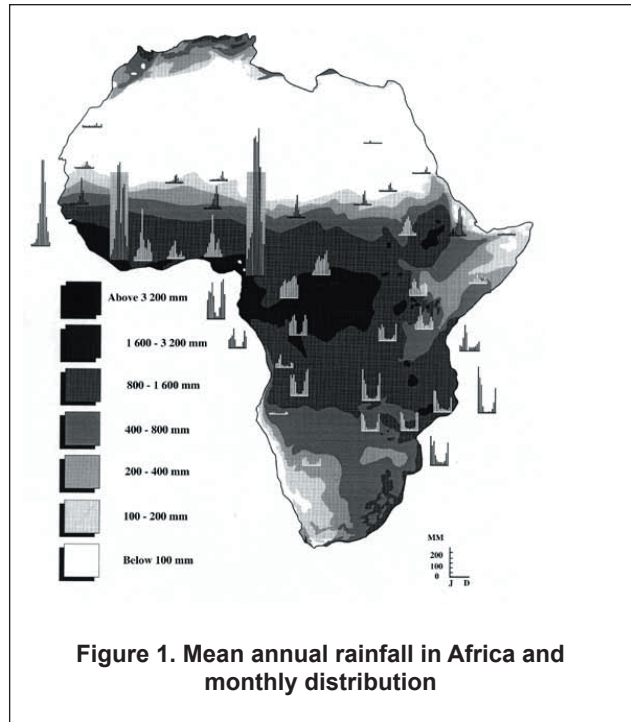 Above 3 200 mm
1 600 - 3 200 mm
800 - 1 600 mm
400 - 800 mm
200 - 400 mm
100 - 200 mm
Below 100 mm
MM
200
100
0
J D
Figure 1. Mean annual rainfall in Africa and
monthly distribution